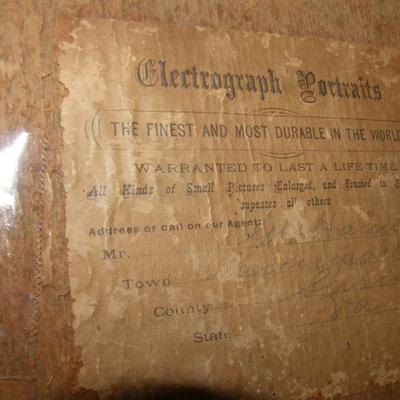 Electrograph Portraits
THE FINEST AND MOST DURABLE IN THE WORLD
WARRANTED TO LAST A LIFE TIME.
All Kinds of Small Pictures Enlarged, and Framed in
supasses all others
Address or call on our Agent:
Mr.
Town
County
State